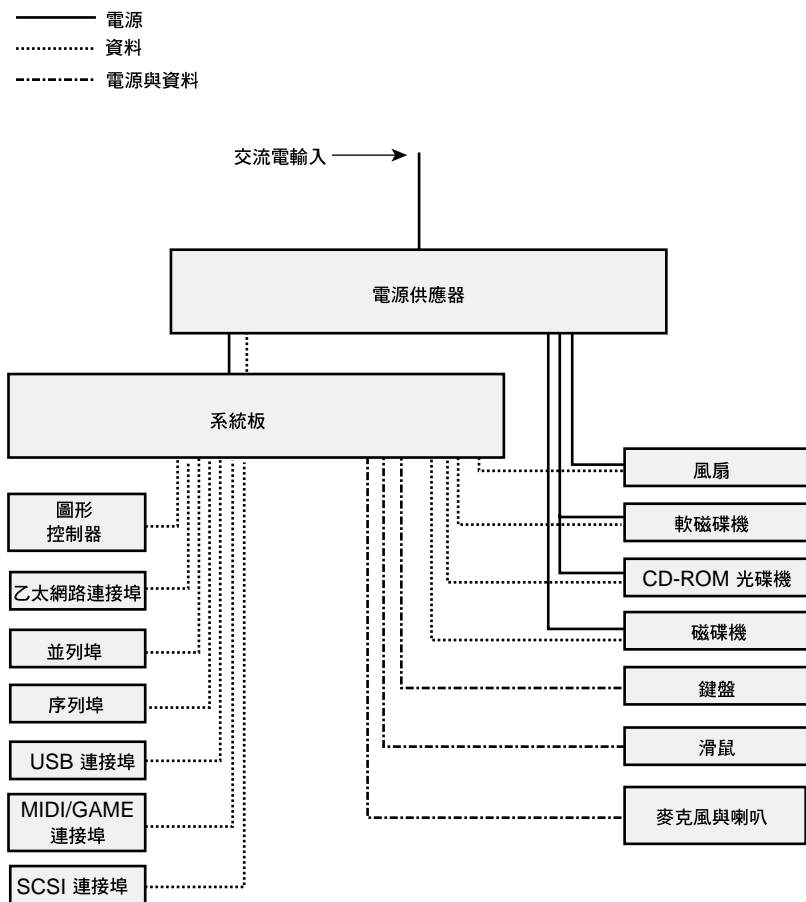 電源
資料
電源與資料
交流電輸入
電源供應器
系統板
圖形
控制器
乙太網路連接埠
並列埠
序列埠
USB 連接埠
MIDI/GAME
連接埠
SCSI 連接埠
風扇
軟磁碟機
CD-ROM 光碟機
磁碟機
鍵盤
滑鼠
麥克風與喇叭